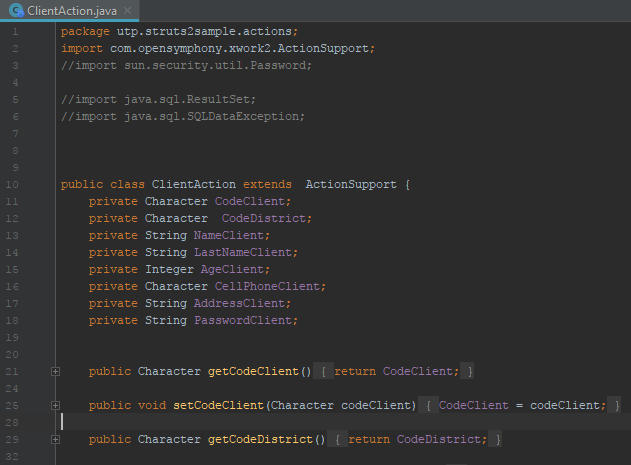 ClientAction.java
1 package utp.struts2sample.actions;
2 import com.opensymphony.xwork2.ActionSupport;
3 //import sun.security.util.Password;
4
5 //import java.sql.ResultSet;
6 //import java.sql.SQLDataException;
7
8
9
10 public class ClientAction extends  ActionSupport {
11 private Character CodeClient;
12 private Character  CodeDistrict;
13 private String NameClient;
14 private String LastNameClient;
15 private Integer AgeClient;
16 private Character CellPhoneClient;
17 private String AddressClient;
18 private String PasswordClient;
19
20
21 public Character getCodeClient() { return CodeClient; }
24
25 public void setCodeClient(Character codeClient) { CodeClient = codeClient; }
28
29 public Character getCodeDistrict() { return CodeDistrict; }
32